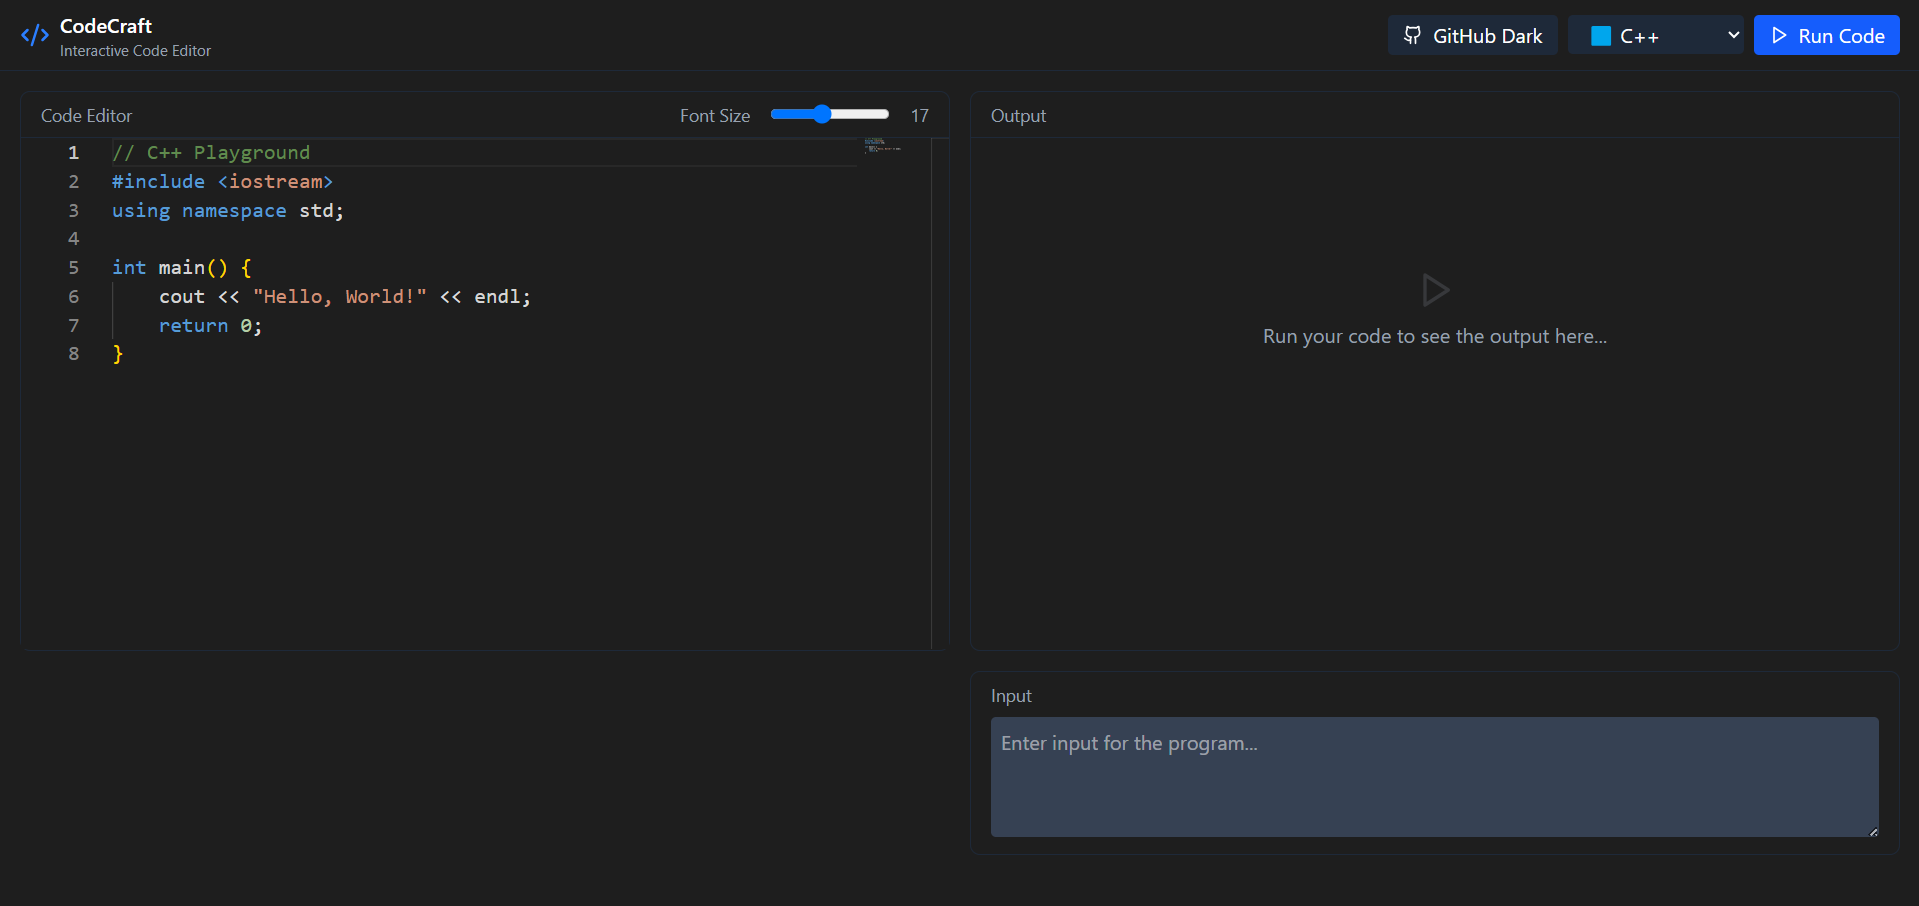 CodeCraft
Interactive Code Editor
GitHub Dark
C++
Run Code
Code Editor
Font Size
17
1 // C++ Playground
2 #include <iostream>
3 using namespace std;
4
5 int main() {
6     cout << "Hello, World!" << endl;
7     return 0;
8 }
Output
Run your code to see the output here...
Input
Enter input for the program...